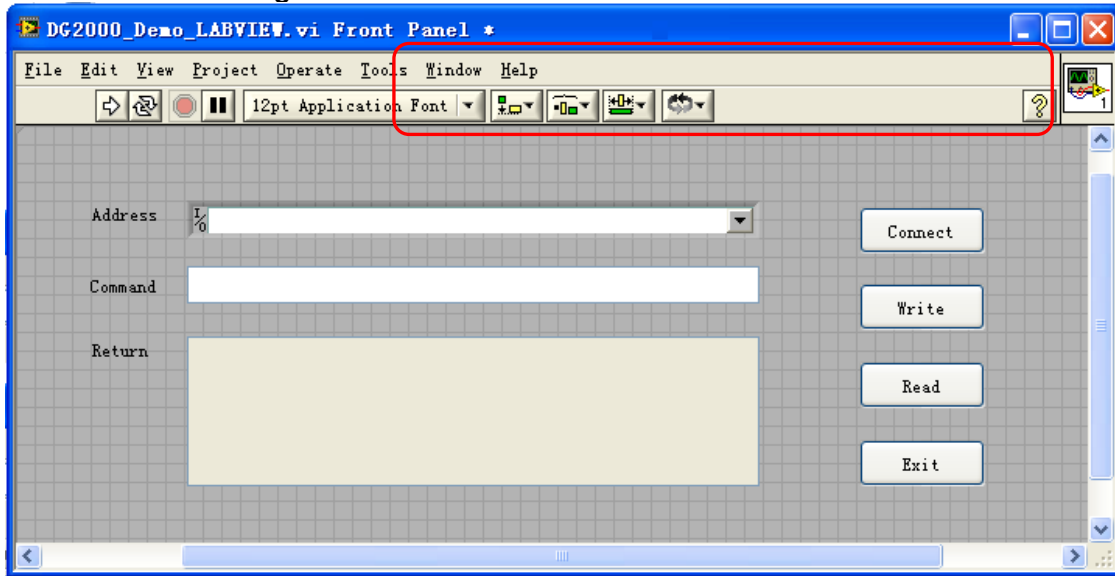 DG2000_Demo_LABVIEW.vi Front Panel *
File Edit View Project Operate Tools Window Help
12pt Application Font
1
Address
Connect
Command
Write
Return
Read
Exit